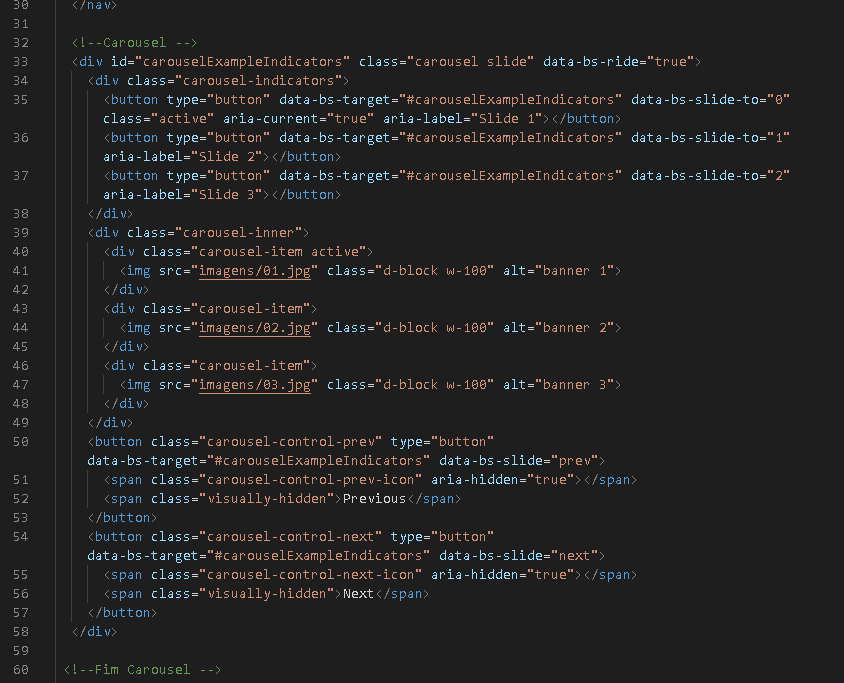 30 </nav>
31
32 <!--Carousel -->
33 <div id="carouselExampleIndicators" class="carousel slide" data-bs-ride="true">
34 <div class="carousel-indicators">
35 <button type="button" data-bs-target="#carouselExampleIndicators" data-bs-slide-to="0"
class="active" aria-current="true" aria-label="Slide 1"></button>
36 <button type="button" data-bs-target="#carouselExampleIndicators" data-bs-slide-to="1"
aria-label="Slide 2"></button>
37 <button type="button" data-bs-target="#carouselExampleIndicators" data-bs-slide-to="2"
aria-label="Slide 3"></button>
38 </div>
39 <div class="carousel-inner">
40 <div class="carousel-item active">
41 <img src="imagens/01.jpg" class="d-block w-100" alt="banner 1">
42 </div>
43 <div class="carousel-item">
44 <img src="imagens/02.jpg" class="d-block w-100" alt="banner 2">
45 </div>
46 <div class="carousel-item">
47 <img src="imagens/03.jpg" class="d-block w-100" alt="banner 3">
48 </div>
49 </div>
50 <button class="carousel-control-prev" type="button"
data-bs-target="#carouselExampleIndicators" data-bs-slide="prev">
51 <span class="carousel-control-prev-icon" aria-hidden="true"></span>
52 <span class="visually-hidden">Previous</span>
53 </button>
54 <button class="carousel-control-next" type="button"
data-bs-target="#carouselExampleIndicators" data-bs-slide="next">
55 <span class="carousel-control-next-icon" aria-hidden="true"></span>
56 <span class="visually-hidden">Next</span>
57 </button>
58 </div>
59
60 <!--Fim Carousel -->